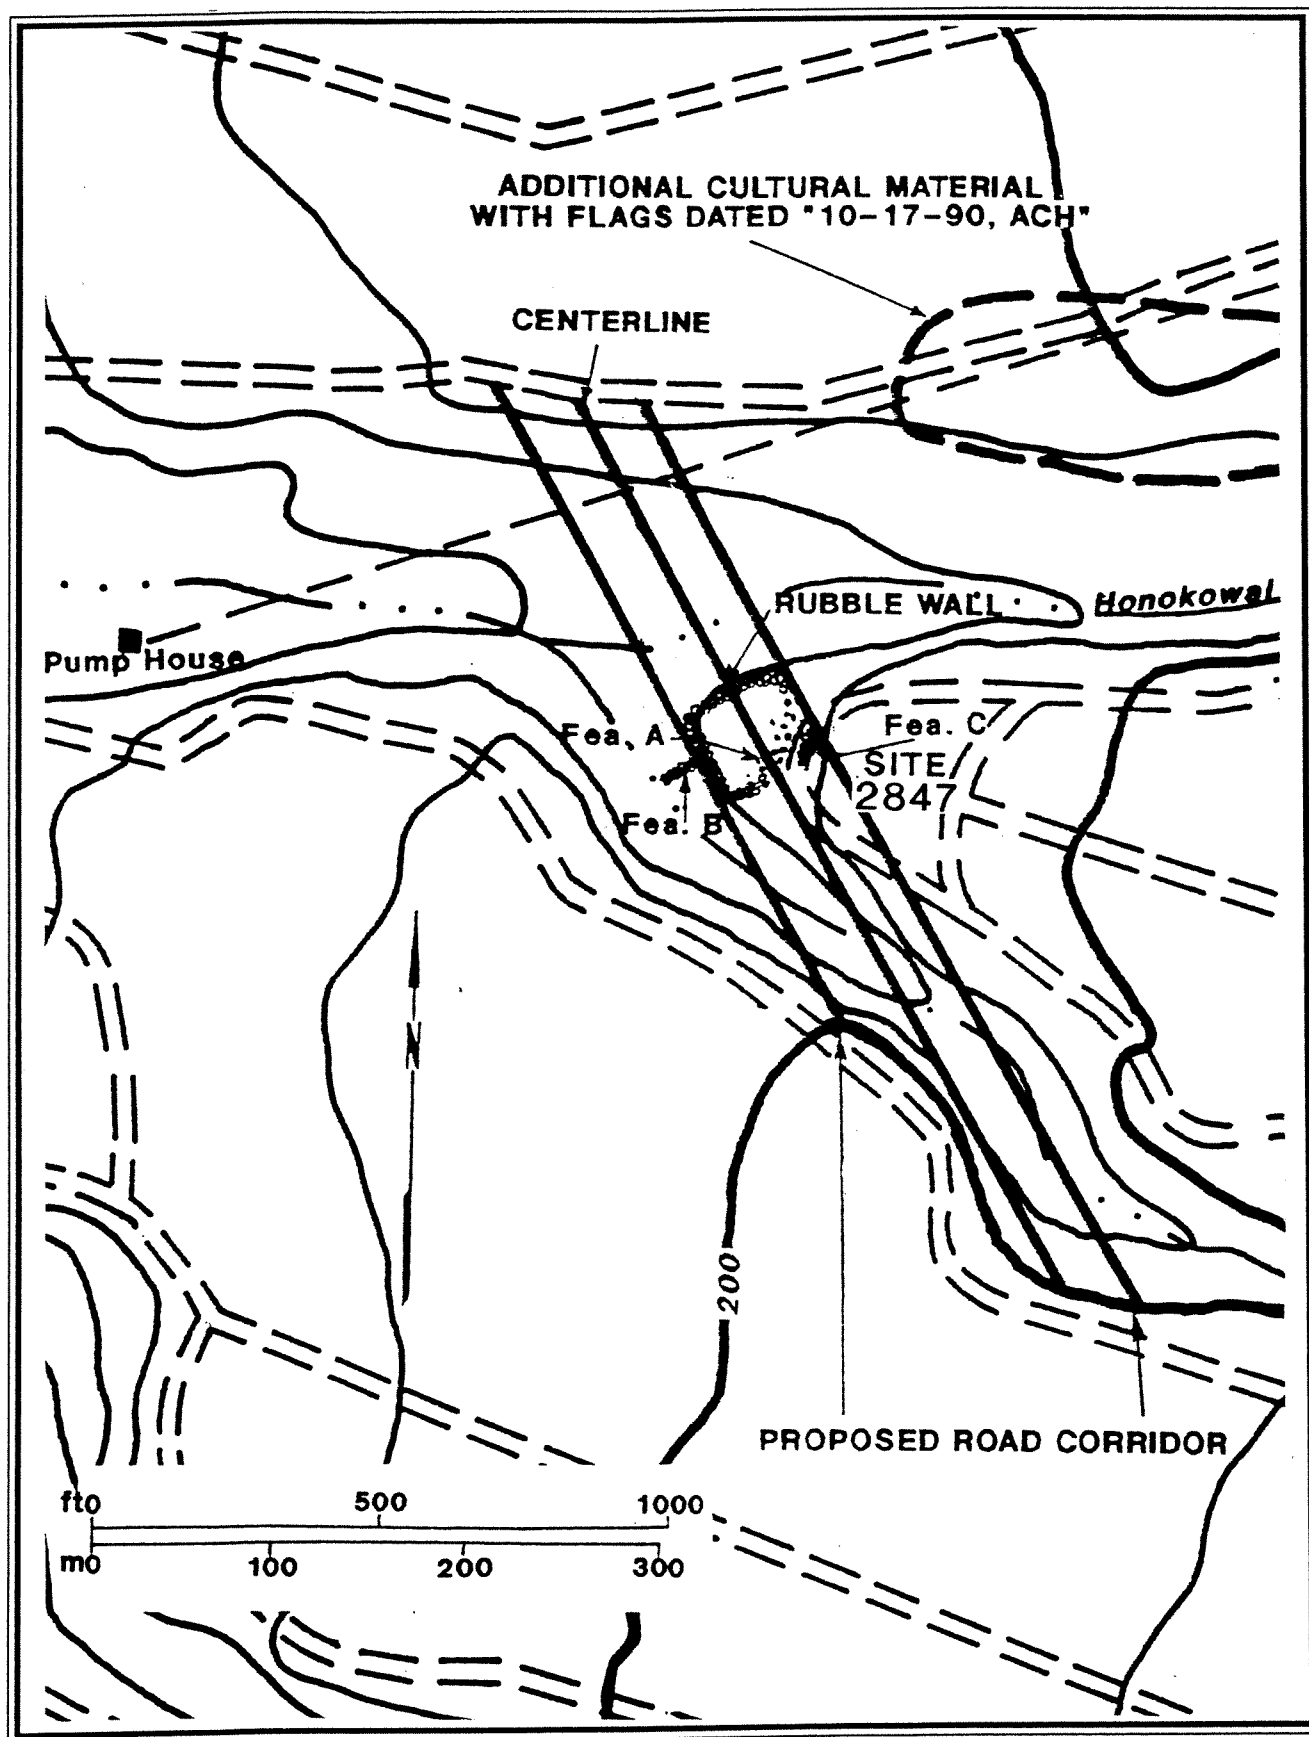 ADDITIONAL CULTURAL MATERIAL
WITH FLAGS DATED "10-17-90, ACH"
CENTERLINE
RUBBLE WALL
Honokowai
Pump House
Fea. A
Fea. C
SITE
2847
Fea. B
N
200
PROPOSED ROAD CORRIDOR
ft0 500 1000
m0 100 200 300